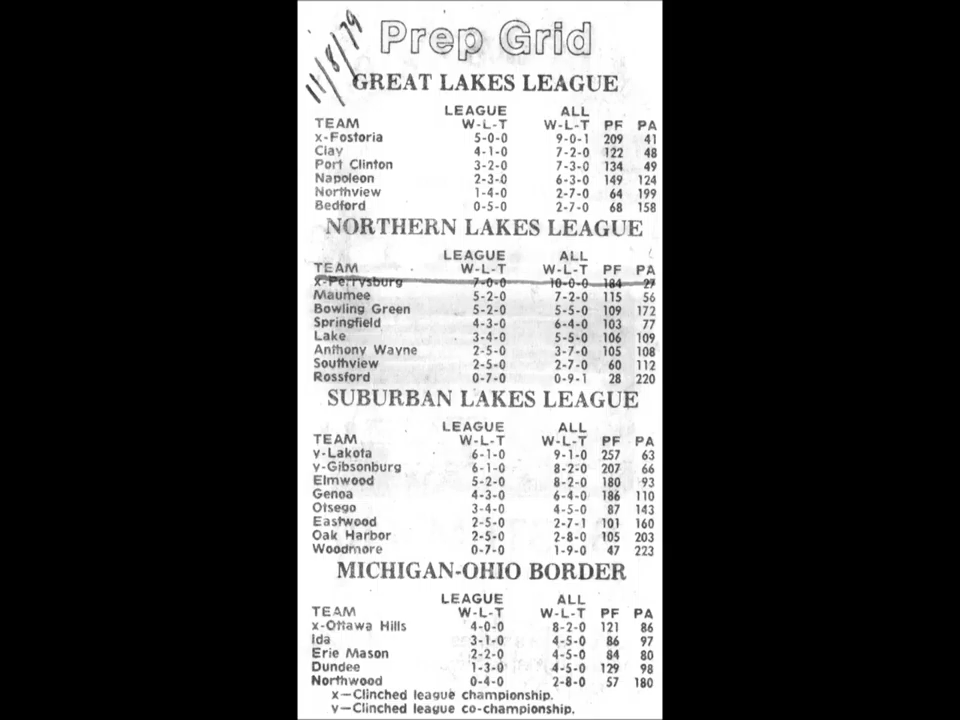 11/8/79
Prep Grid
GREAT LAKES LEAGUE
LEAGUE ALL
TEAM W-L-T W-L-T PF PA
x-Fostoria 5-0-0 9-0-1 209 41
Clay 4-1-0 7-2-0 122 48
Port Clinton 3-2-0 7-3-0 134 49
Napoleon 2-3-0 6-3-0 149 124
Northview 1-4-0 2-7-0 64 199
Bedford 0-5-0 2-7-0 68 158
NORTHERN LAKES LEAGUE
LEAGUE ALL
TEAM W-L-T W-L-T PF PA
x-Perrysburg 7-0-0 10-0-0 184 27
Maumee 5-2-0 7-2-0 115 56
Bowling Green 5-2-0 5-5-0 109 172
Springfield 4-3-0 6-4-0 103 77
Lake 3-4-0 5-5-0 106 109
Anthony Wayne 2-5-0 3-7-0 105 108
Southview 2-5-0 2-7-0 60 112
Rossford 0-7-0 0-9-1 28 220
SUBURBAN LAKES LEAGUE
LEAGUE ALL
TEAM W-L-T W-L-T PF PA
y-Lakota 6-1-0 9-1-0 257 63
y-Gibsonburg 6-1-0 8-2-0 207 66
Elmwood 5-2-0 8-2-0 180 93
Genoa 4-3-0 6-4-0 186 110
Otsego 3-4-0 4-5-0 87 143
Eastwood 2-5-0 2-7-1 101 160
Oak Harbor 2-5-0 2-8-0 105 203
Woodmore 0-7-0 1-9-0 47 223
MICHIGAN-OHIO BORDER
LEAGUE ALL
TEAM W-L-T W-L-T PF PA
x-Ottawa Hills 4-0-0 8-2-0 121 86
Ida 3-1-0 4-5-0 86 97
Erie Mason 2-2-0 4-5-0 84 80
Dundee 1-3-0 4-5-0 129 98
Northwood 0-4-0 2-8-0 57 180
x—Clinched league championship.
y—Clinched league co-championship.